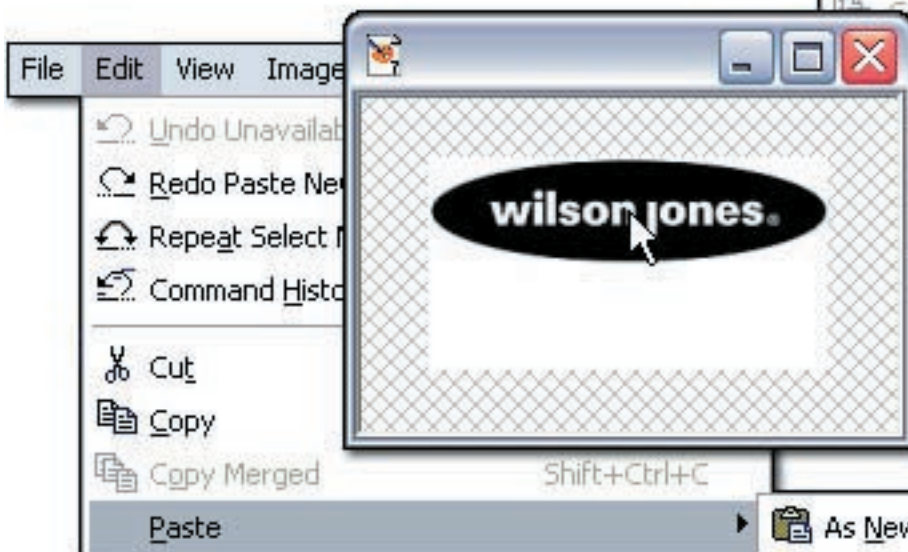 File Edit View Image
Undo Unavailab
Redo Paste Ne
Repeat Select
Command Histo
Cut
Copy
Copy Merged Shift+Ctrl+C
Paste
As New
wilson jones®